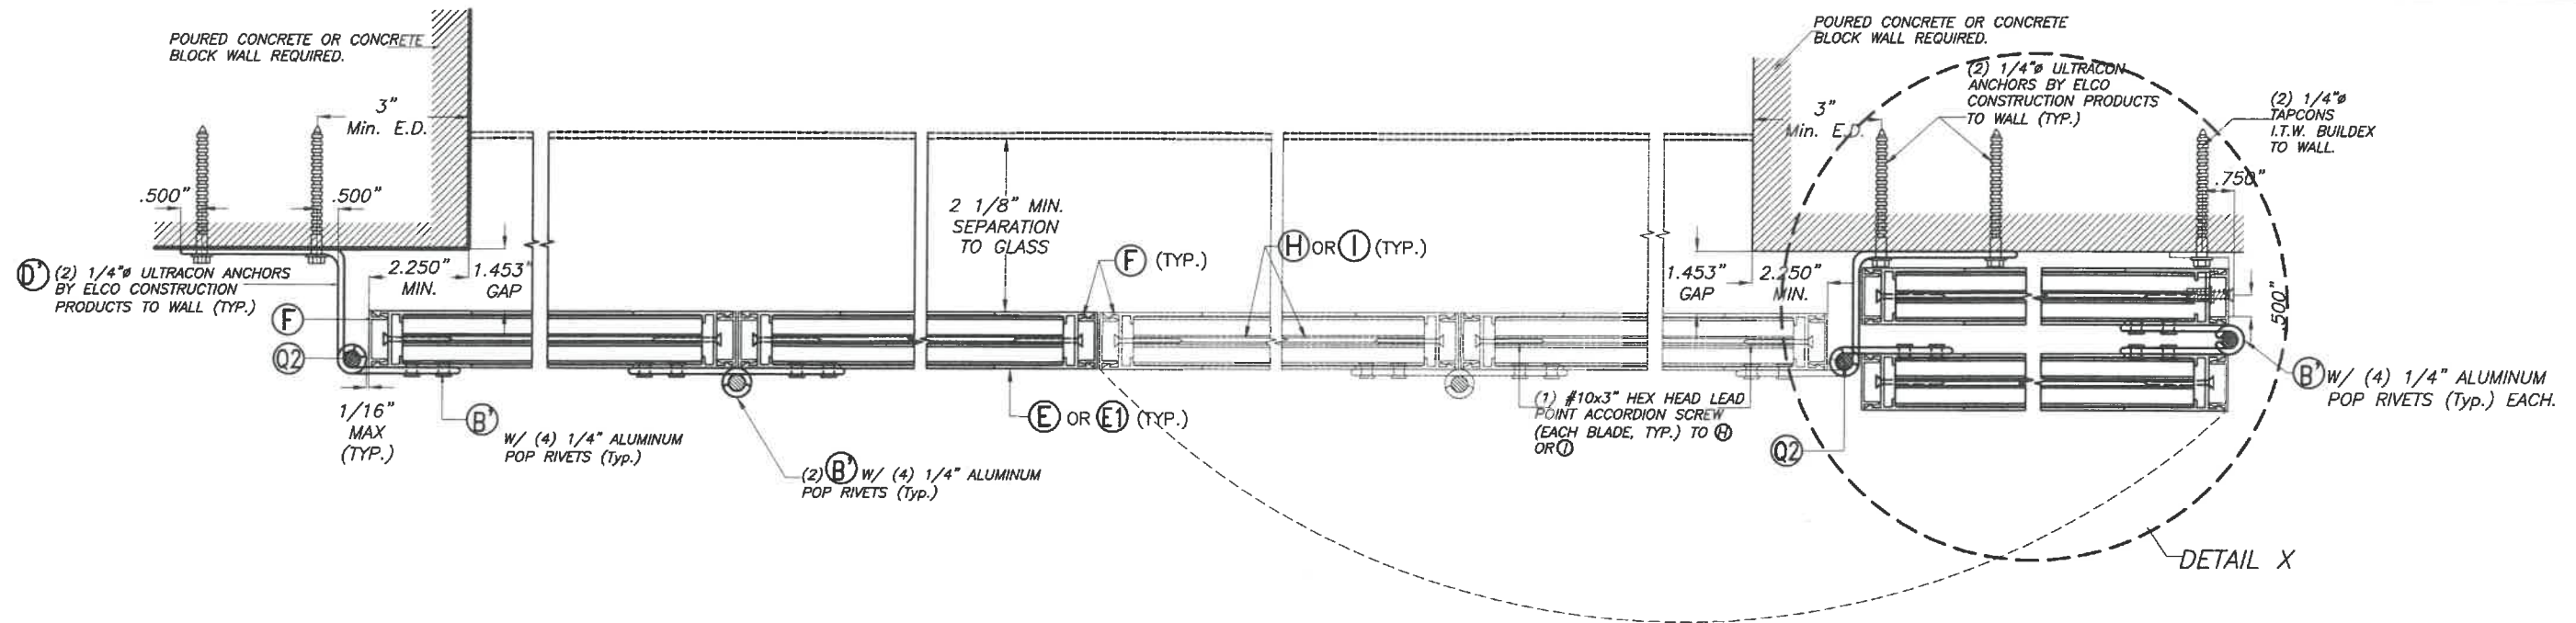 POURED CONCRETE OR CONCRETE
BLOCK WALL REQUIRED.
3"
Min. E.D.
.500"
.500"
D' (2) 1/4"ø ULTRACON ANCHORS
BY ELCO CONSTRUCTION
PRODUCTS TO WALL (TYP.)
2.250"
MIN.
1.453"
GAP
F
Q2
1/16"
MAX
(TYP.)
B'
W/ (4) 1/4" ALUMINUM
POP RIVETS (Typ.)
(2) B' W/ (4) 1/4" ALUMINUM
POP RIVETS (Typ.)
2 1/8" MIN.
SEPARATION
TO GLASS
F (TYP.)
E OR E1 (TYP.)
H OR I (TYP.)
(1) #10x3" HEX HEAD LEAD
POINT ACCORDION SCREW
(EACH BLADE, TYP.) TO H
OR I
POURED CONCRETE OR CONCRETE
BLOCK WALL REQUIRED.
3"
Min. E.D.
(2) 1/4"ø ULTRACON
ANCHORS BY ELCO
CONSTRUCTION PRODUCTS
TO WALL (TYP.)
(2) 1/4"ø
TAPCONS
I.T.W. BUILDEX
TO WALL.
.750"
1.453"
GAP
2.250"
MIN.
.500"
Q2
B' W/ (4) 1/4" ALUMINUM
POP RIVETS (Typ.) EACH.
DETAIL X